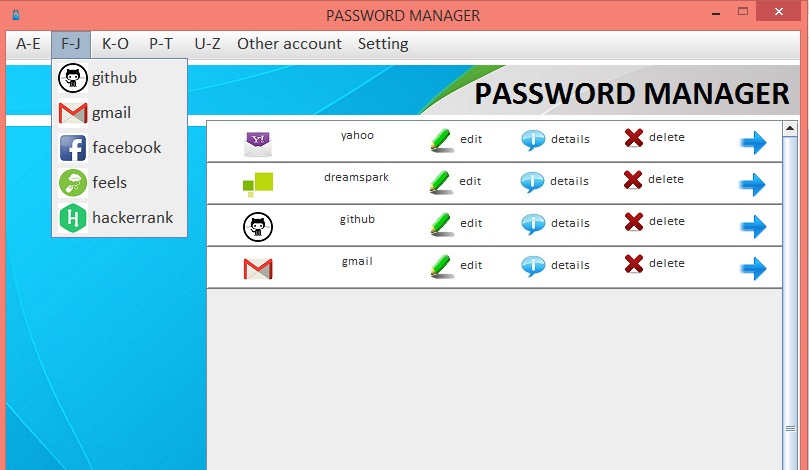 PASSWORD MANAGER
A-E F-J K-O P-T U-Z Other account Setting
github
gmail
facebook
feels
hackerrank
PASSWORD MANAGER
yahoo edit details delete
dreamspark edit details delete
github edit details delete
gmail edit details delete